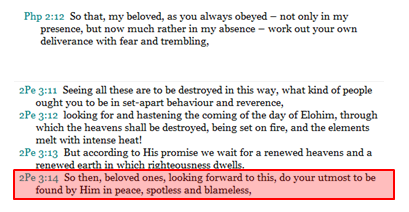 Php 2:12 So that, my beloved, as you always obeyed – not only in my
presence, but now much rather in my absence – work out your own
deliverance with fear and trembling,
2Pe 3:11 Seeing all these are to be destroyed in this way, what kind of people
ought you to be in set-apart behaviour and reverence,
2Pe 3:12 looking for and hastening the coming of the day of Elohim, through
which the heavens shall be destroyed, being set on fire, and the elements
melt with intense heat!
2Pe 3:13 But according to His promise we wait for a renewed heavens and a
renewed earth in which righteousness dwells.
2Pe 3:14 So then, beloved ones, looking forward to this, do your utmost to be
found by Him in peace, spotless and blameless,